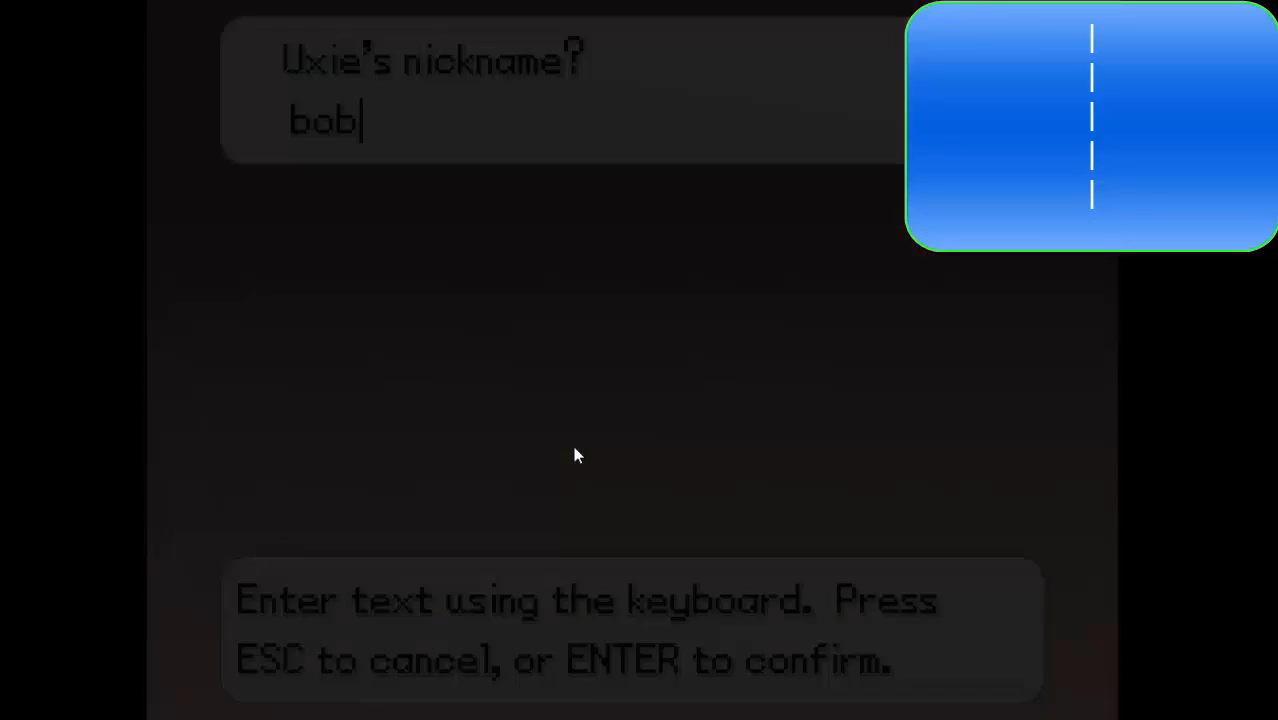 Uxie's nickname?
bob
Enter text using the keyboard. Press
ESC to cancel, or ENTER to confirm.